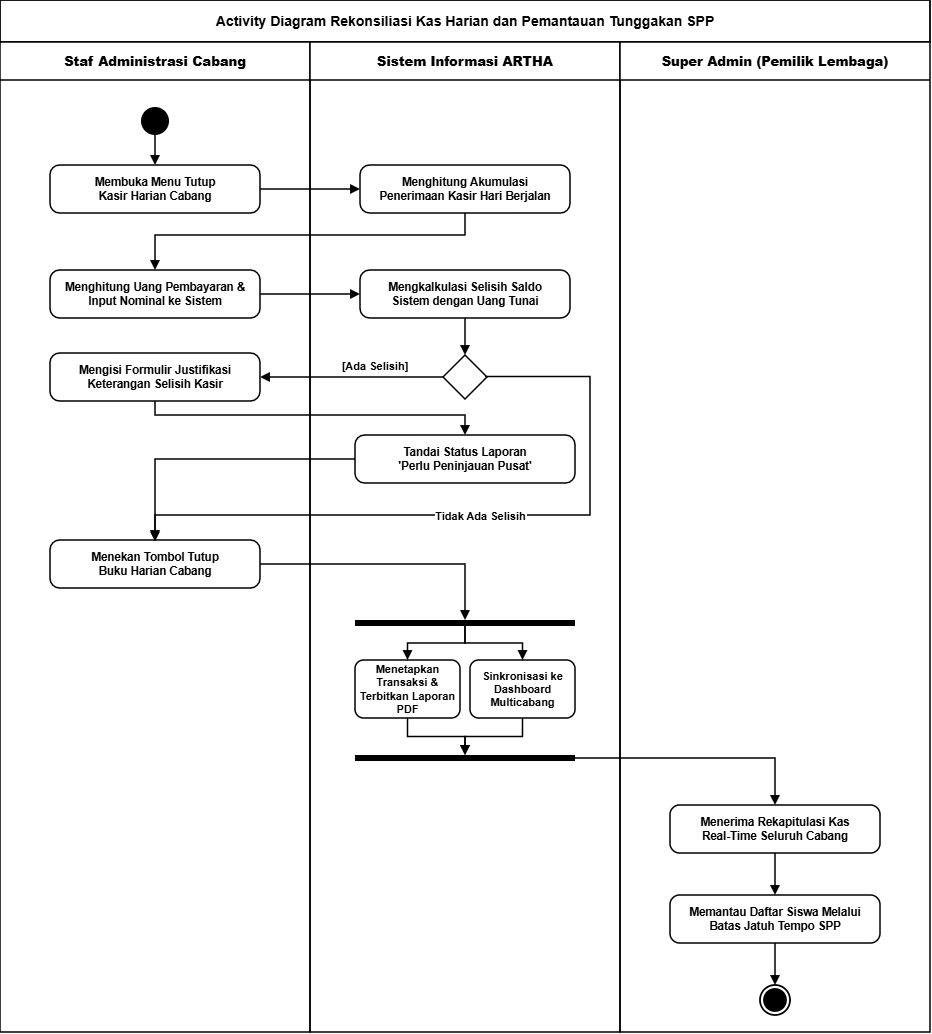 Activity Diagram Rekonsiliasi Kas Harian dan Pemantauan Tunggakan SPP
Staf Administrasi Cabang
Sistem Informasi ARTHA
Super Admin (Pemilik Lembaga)
Membuka Menu Tutup
Kasir Harian Cabang
Menghitung Akumulasi
Penerimaan Kasir Hari Berjalan
Menghitung Uang Pembayaran &
Input Nominal ke Sistem
Mengkalkulasi Selisih Saldo
Sistem dengan Uang Tunai
[Ada Selisih]
Mengisi Formulir Justifikasi
Keterangan Selisih Kasir
Tandai Status Laporan
'Perlu Peninjauan Pusat'
Tidak Ada Selisih
Menekan Tombol Tutup
Buku Harian Cabang
Menetapkan
Transaksi &
Terbitkan Laporan
PDF
Sinkronisasi ke
Dashboard
Multicabang
Menerima Rekapitulasi Kas
Real-Time Seluruh Cabang
Memantau Daftar Siswa Melalui
Batas Jatuh Tempo SPP